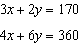 3x + 2y = 170
4x + 6y = 360